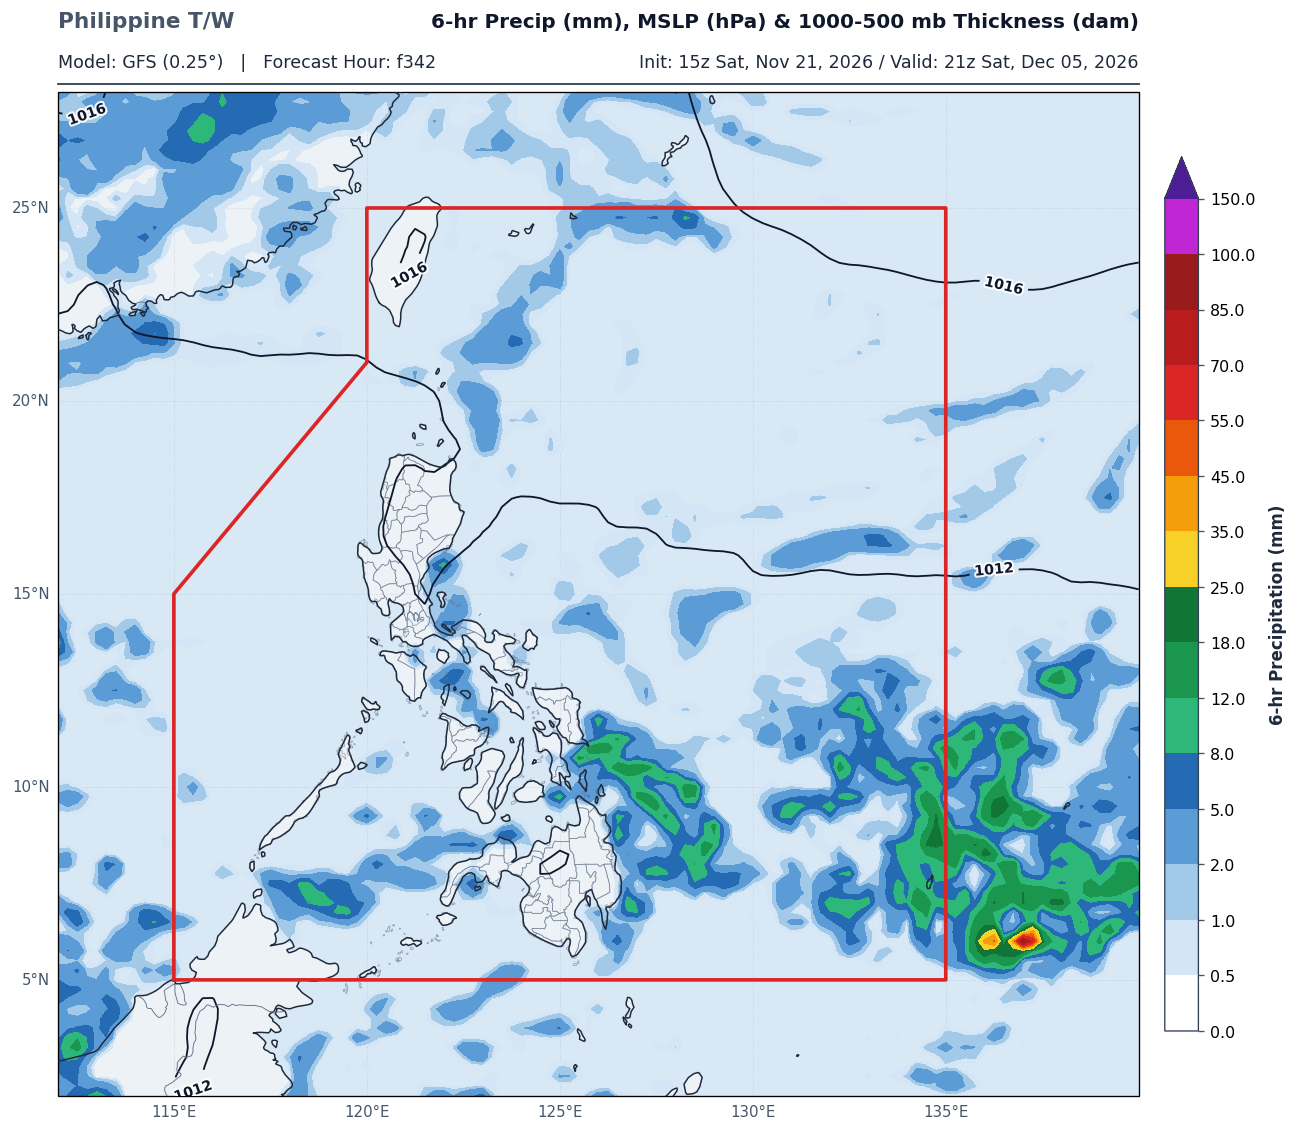 Philippine T/W
6-hr Precip (mm), MSLP (hPa) & 1000-500 mb Thickness (dam)
Model: GFS (0.25°) | Forecast Hour: f342
Init: 15z Sat, Nov 21, 2026 / Valid: 21z Sat, Dec 05, 2026
1016
25°N
1016
1016
20°N
15°N
1012
10°N
5°N
1012
115°E
120°E
125°E
130°E
135°E
150.0
100.0
85.0
70.0
55.0
45.0
35.0
25.0
18.0
12.0
8.0
5.0
2.0
1.0
0.5
0.0
6-hr Precipitation (mm)